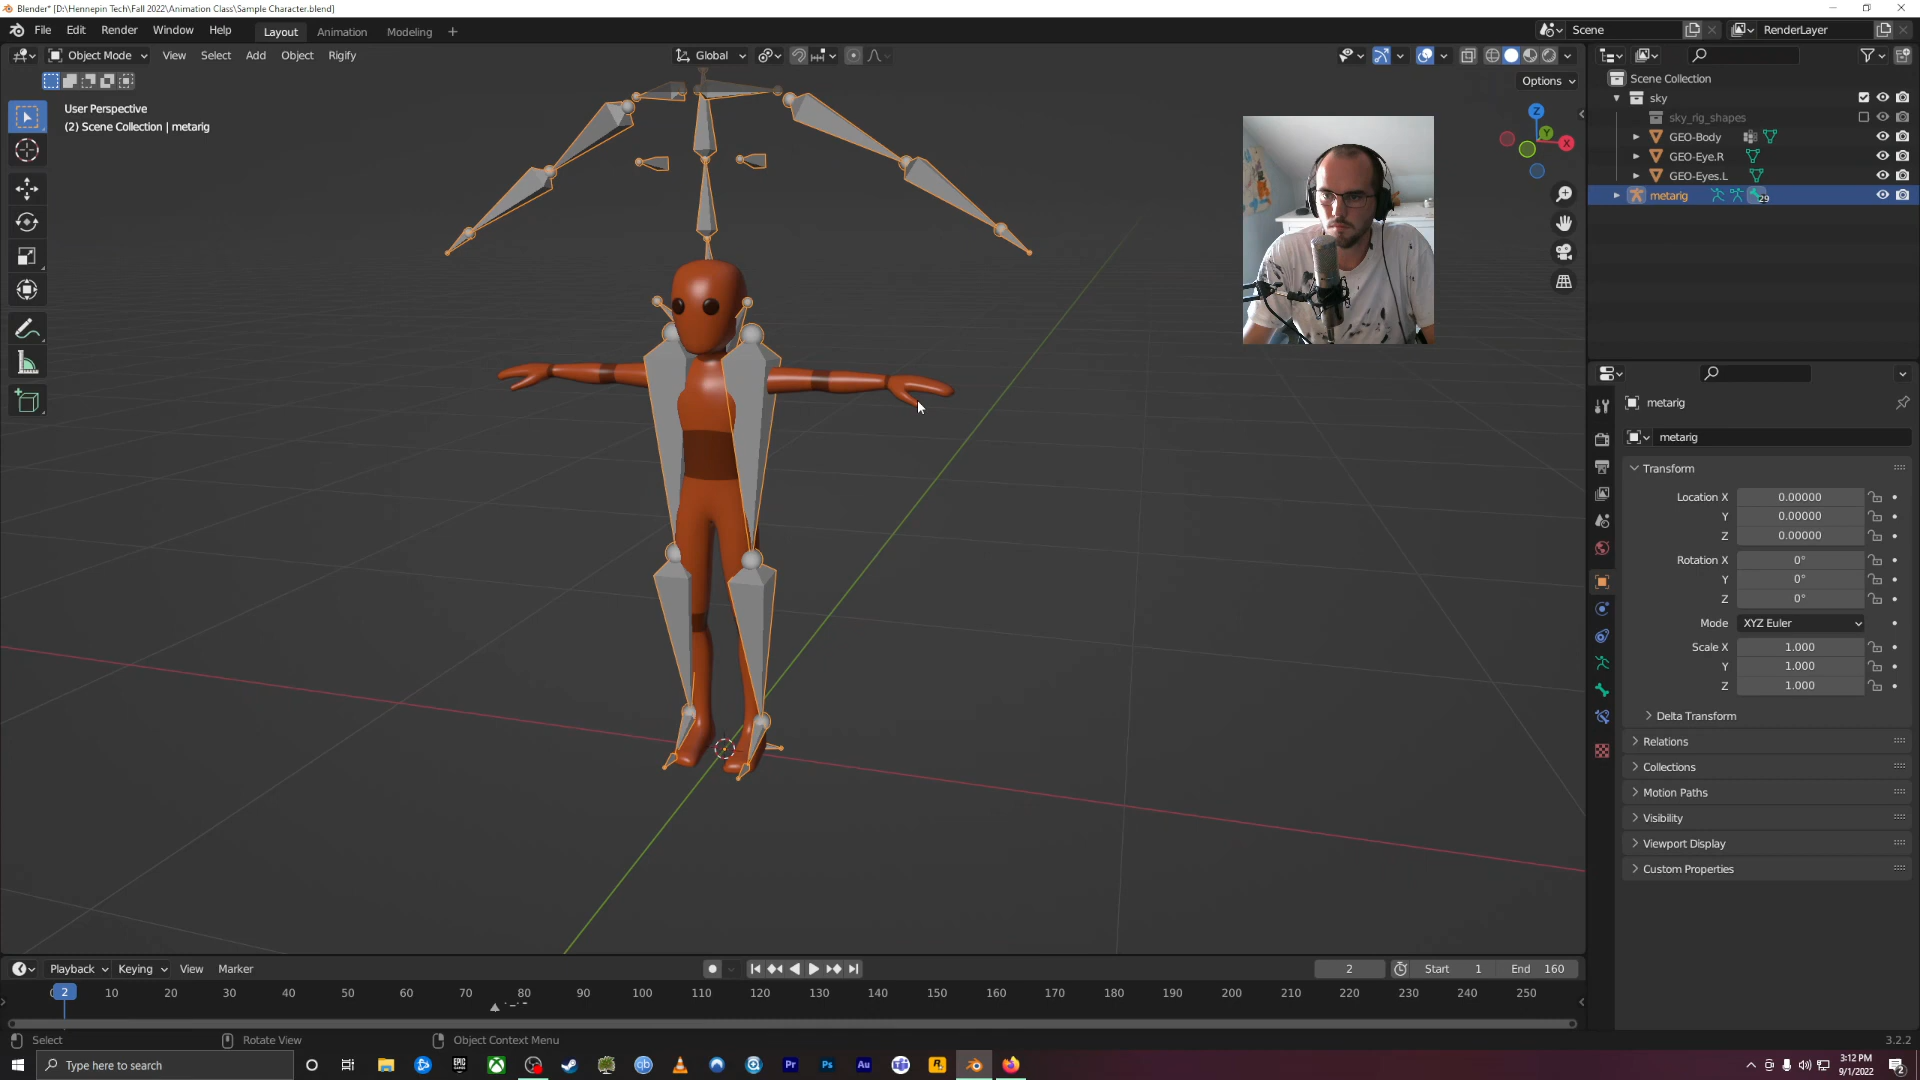 Blender* [D:\Hennepin Tech\Fall 2022\Animation Class\Sample Character.blend]
File Edit Render Window Help Layout Animation Modeling + Scene RenderLayer
Object Mode View Select Add Object Rigify Global
Options
User Perspective
(2) Scene Collection | metarig
Z
Y
X
Scene Collection
sky
sky_rig_shapes
GEO-Body
GEO-Eye.R
GEO-Eyes.L
metarig 29
metarig
metarig
Transform
Location X 0.00000
Y 0.00000
Z 0.00000
Rotation X 0°
Y 0°
Z 0°
Mode XYZ Euler
Scale X 1.000
Y 1.000
Z 1.000
Delta Transform
Relations
Collections
Motion Paths
Visibility
Viewport Display
Custom Properties
Playback Keying View Marker 2 Start 1 End 160
2 10 20 30 40 50 60 70 80 90 100 110 120 130 140 150 160 170 180 190 200 210 220 230 240 250
Select Rotate View Object Context Menu 3.2.2
Type here to search EPIC qb Pr Ps Au R 3:12 PM
9/1/2022 2